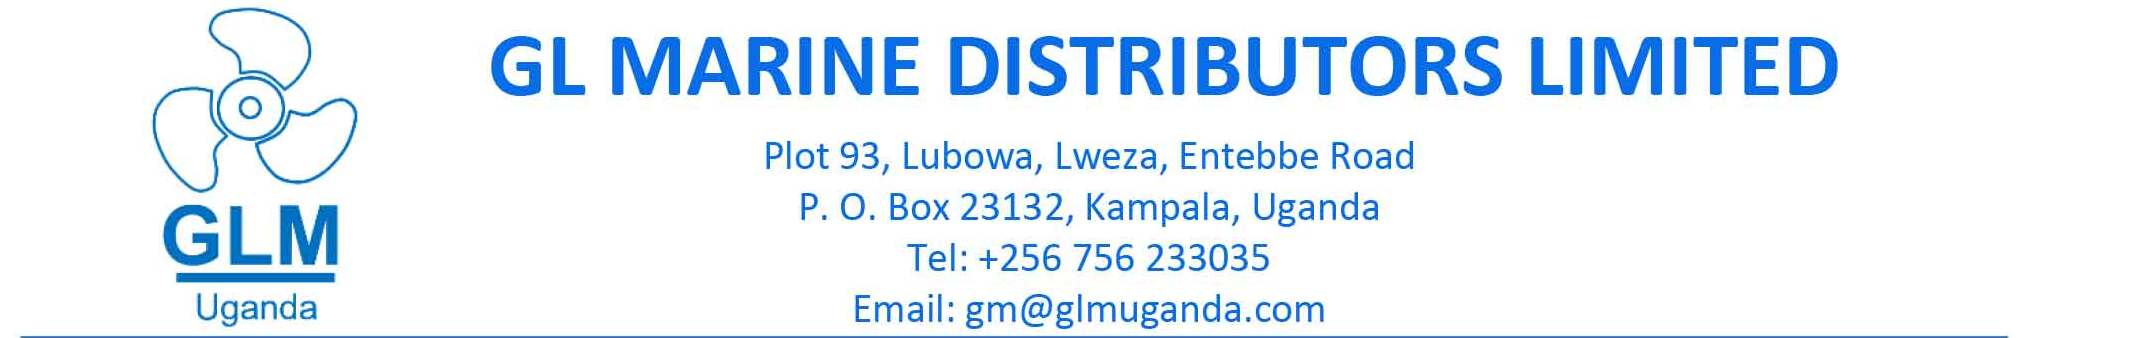 GL MARINE DISTRIBUTORS LIMITED
Plot 93, Lubowa, Lweza, Entebbe Road
P. O. Box 23132, Kampala, Uganda
Tel: +256 756 233035
Email: gm@glmuganda.com
GLM
Uganda